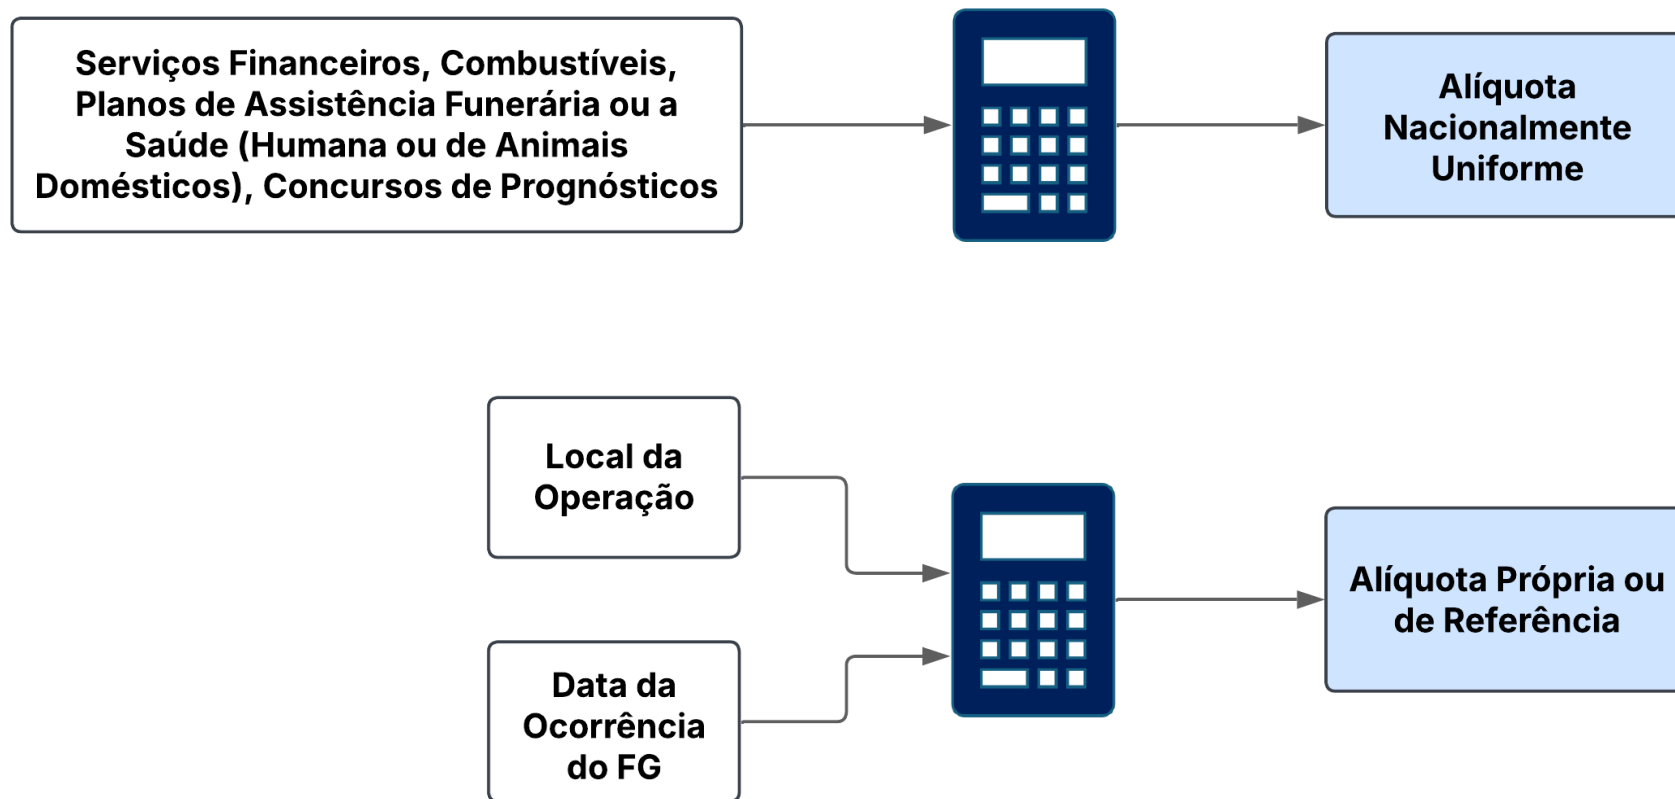 Serviços Financeiros, Combustíveis,
Planos de Assistência Funerária ou a
Saúde (Humana ou de Animais
Domésticos), Concursos de Prognósticos
Alíquota
Nacionalmente
Uniforme
Local da
Operação
Data da
Ocorrência
do FG
Alíquota Própria ou
de Referência